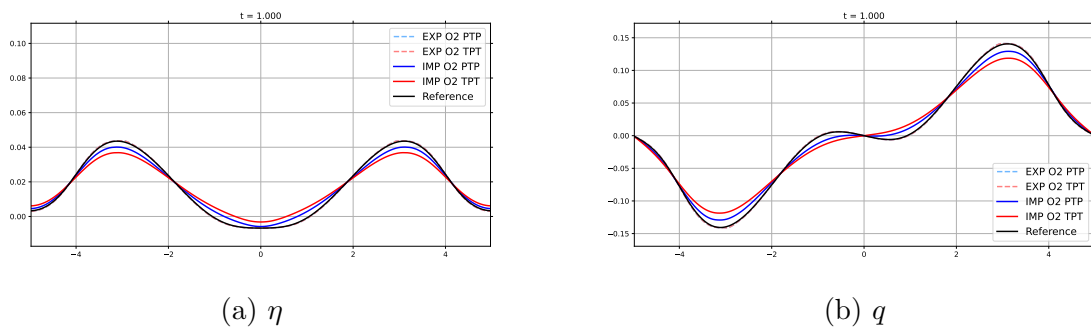 t = 1.000
0.10
0.08
0.06
0.04
0.02
0.00
−4
−2
0
2
4
EXP O2 PTP
EXP O2 TPT
IMP O2 PTP
IMP O2 TPT
Reference
(a) η
t = 1.000
0.15
0.10
0.05
0.00
−0.05
−0.10
−0.15
−4
−2
0
2
4
EXP O2 PTP
EXP O2 TPT
IMP O2 PTP
IMP O2 TPT
Reference
(b) q